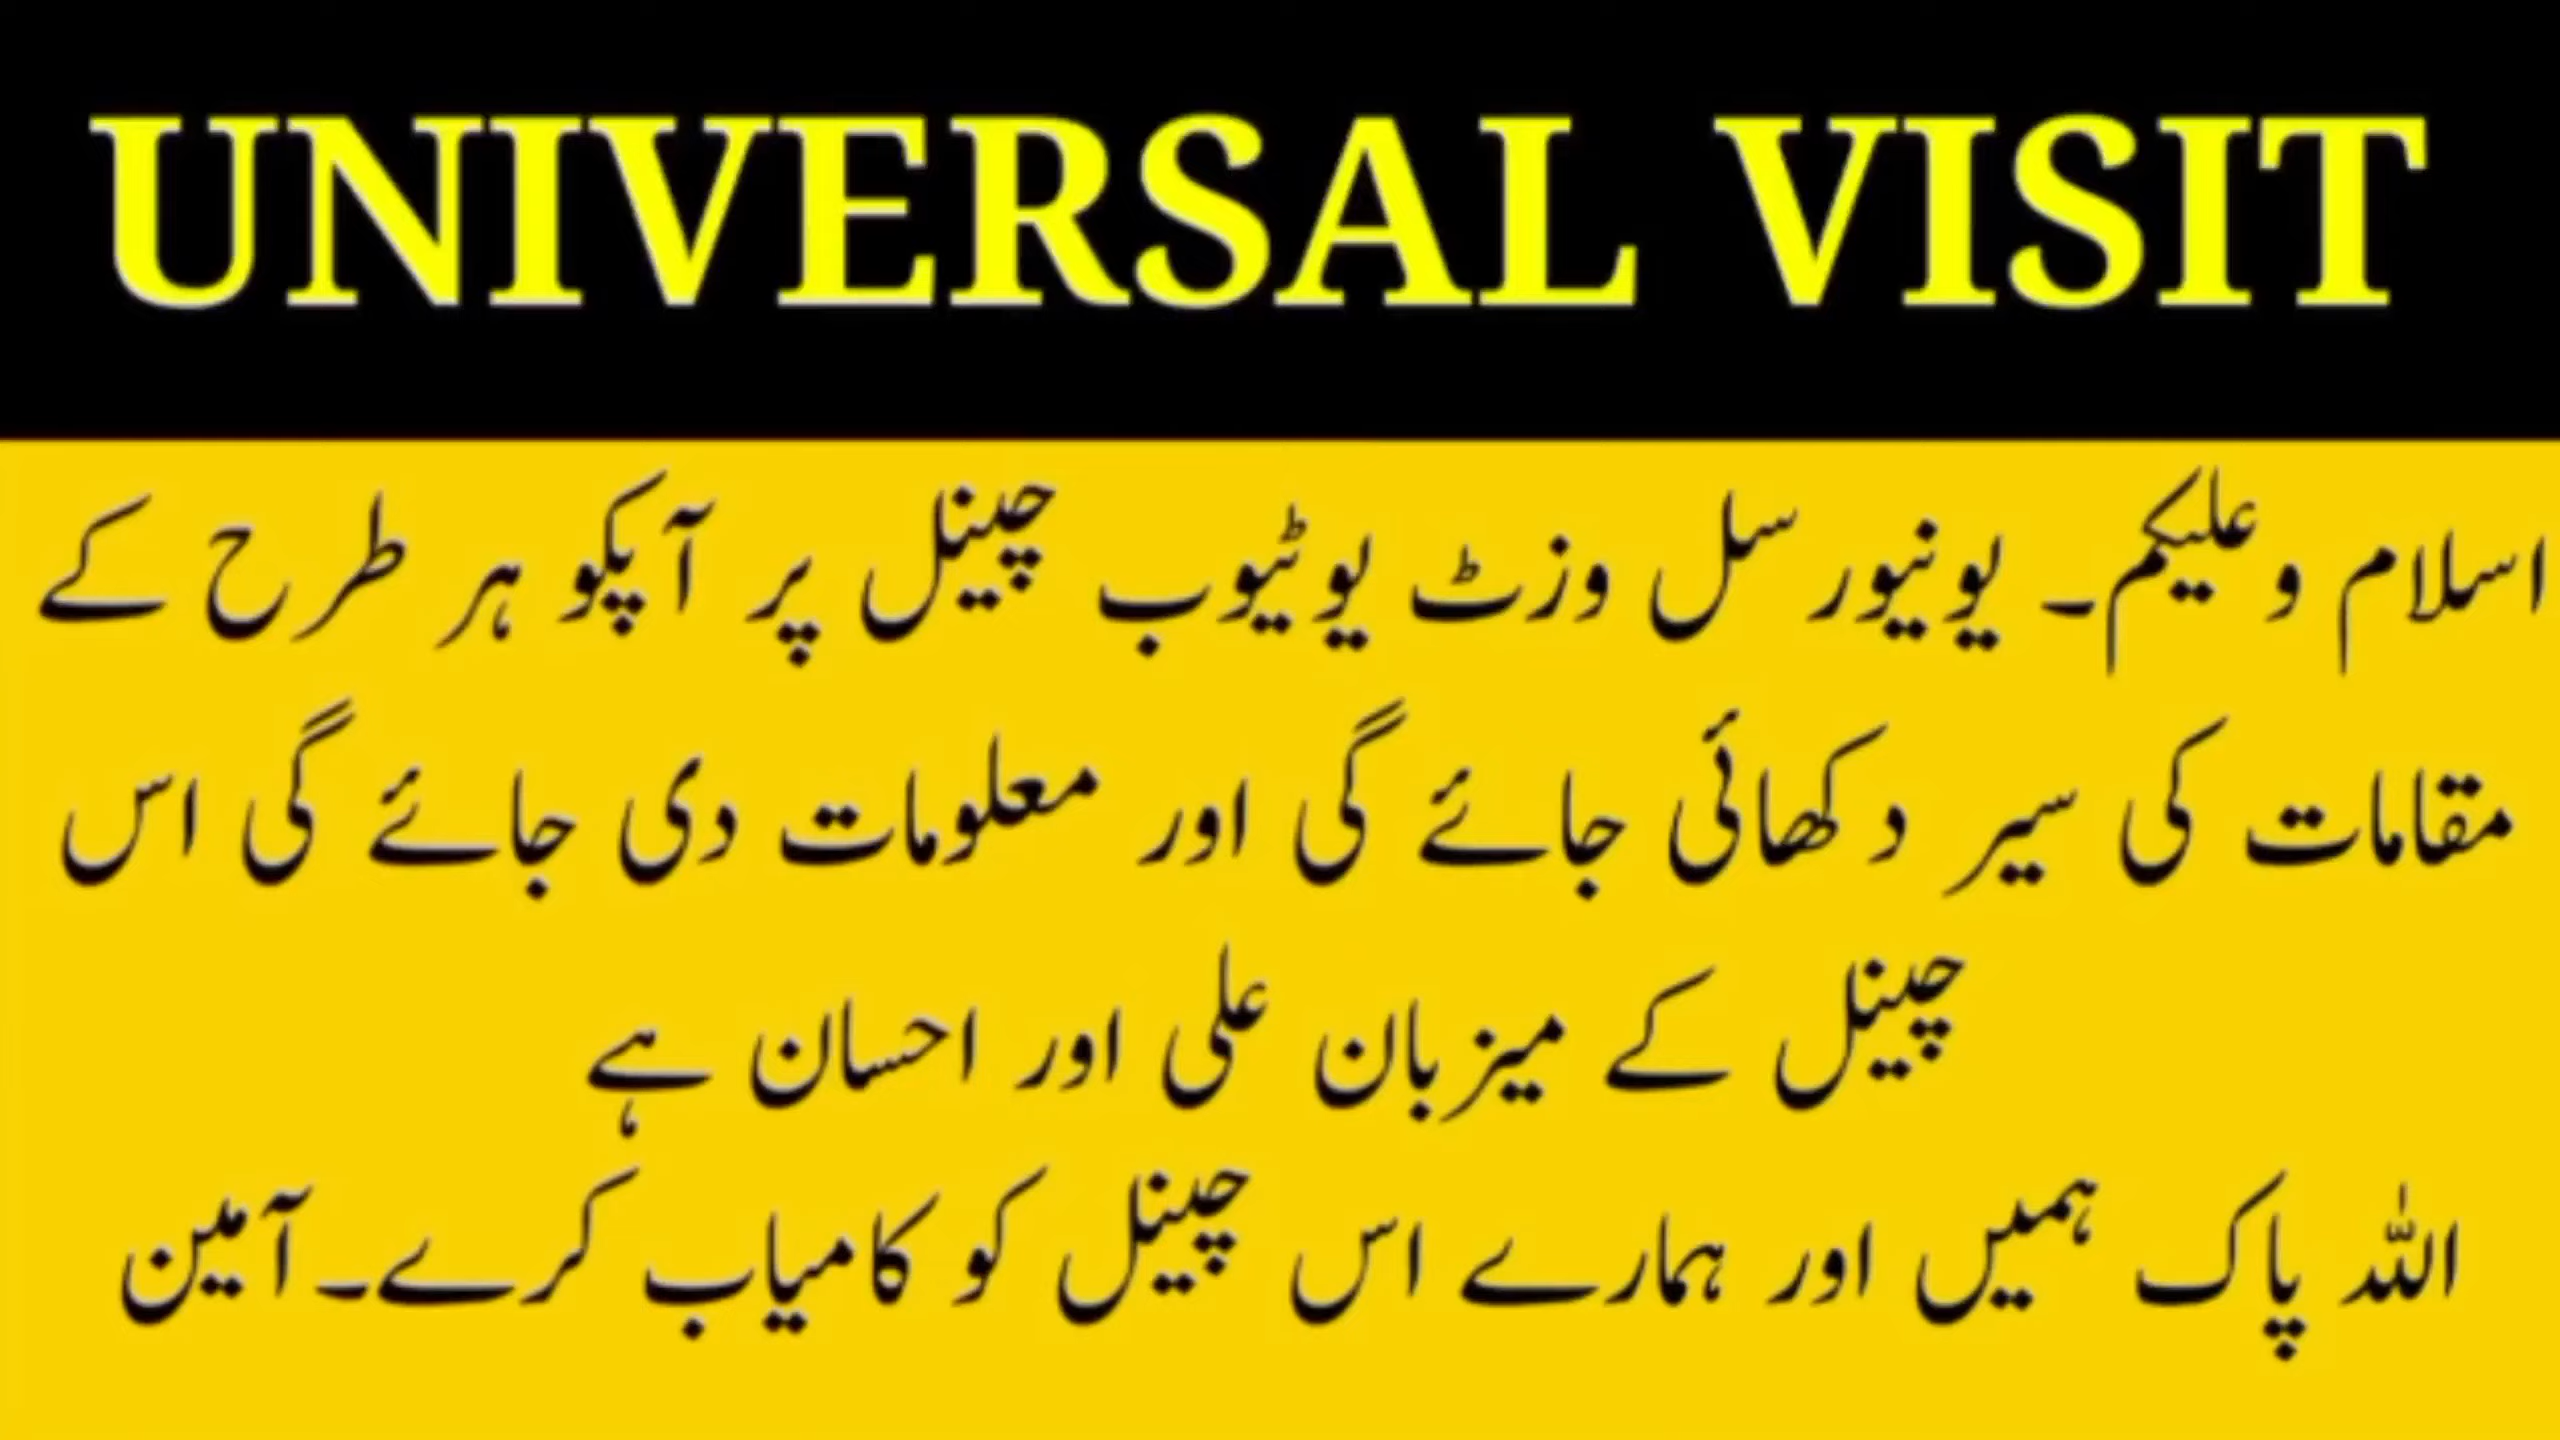 UNIVERSAL VISIT
اسلام وعلیکم۔ یونیورسل وزٹ یوٹیوب چینل پر آپکو ہر طرح کے
مقامات کی سیر دکھائی جائے گی اور معلومات دی جائے گی اس
چینل کے میزبان علی اور احسان ہے
اللہ پاک ہمیں اور ہمارے اس چینل کو کامیاب کرے۔ آمین